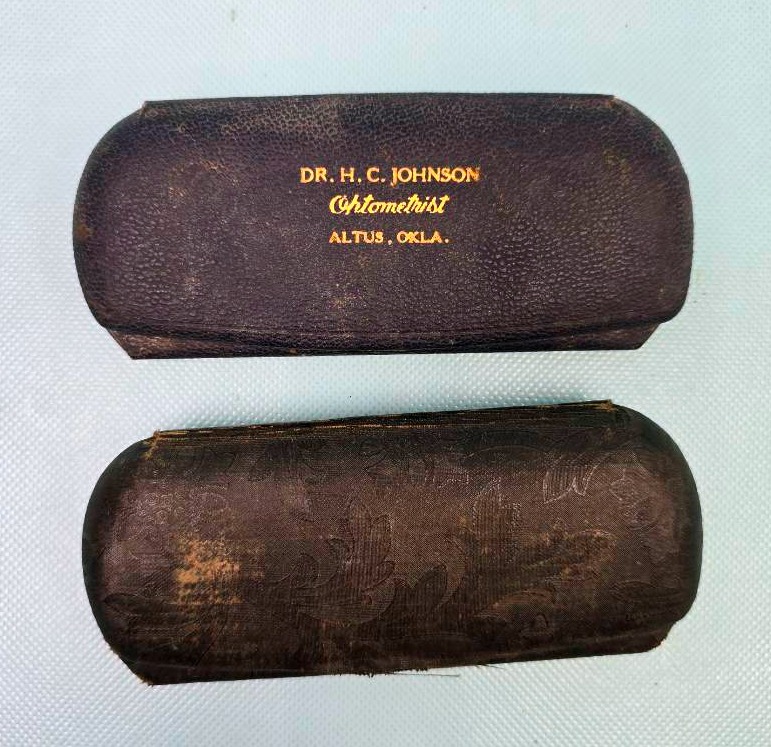 DR. H. C. JOHNSON
Optometrist
ALTUS, OKLA.